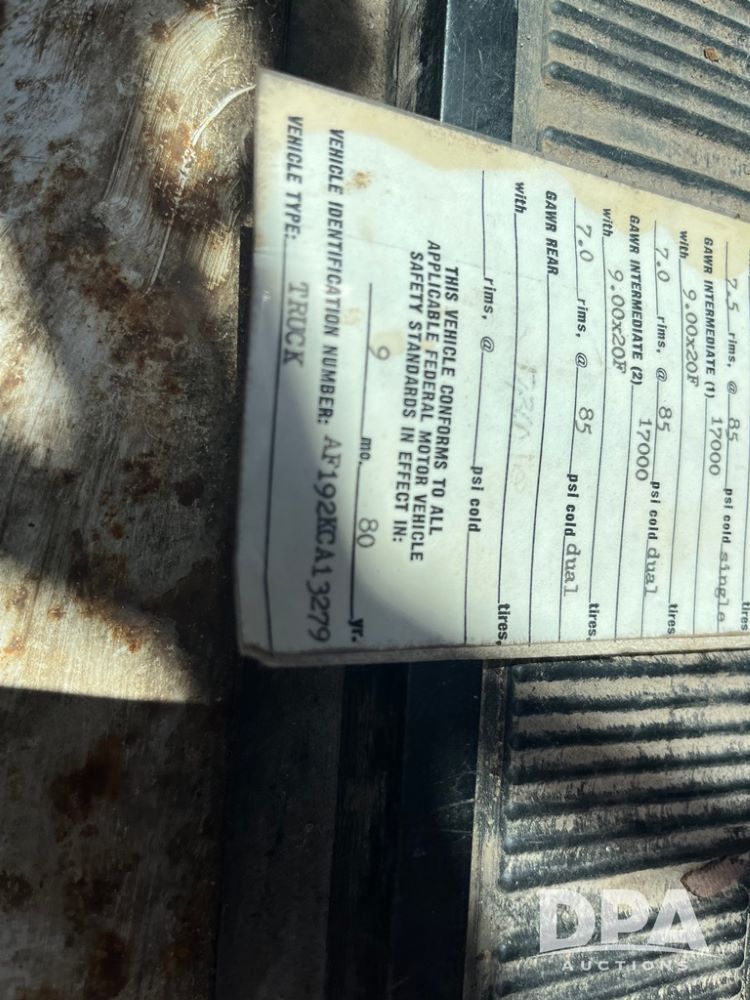 7.5 rims, @ 85 psi cold single
GAWR INTERMEDIATE (1) 17000 tires
with 9.00x20F
7.0 rims, @ 85 psi cold dual
GAWR INTERMEDIATE (2) 17000 tires
with 9.00x20F
7.0 rims, @ 85 psi cold dual
GAWR REAR tires,
with
rims, @ psi cold tires,
THIS VEHICLE CONFORMS TO ALL
APPLICABLE FEDERAL MOTOR VEHICLE
SAFETY STANDARDS IN EFFECT IN:
9 mo. 80 yr.
VEHICLE IDENTIFICATION NUMBER: AF192KCA13279
VEHICLE TYPE: TRUCK
DPA
AUCTIONS